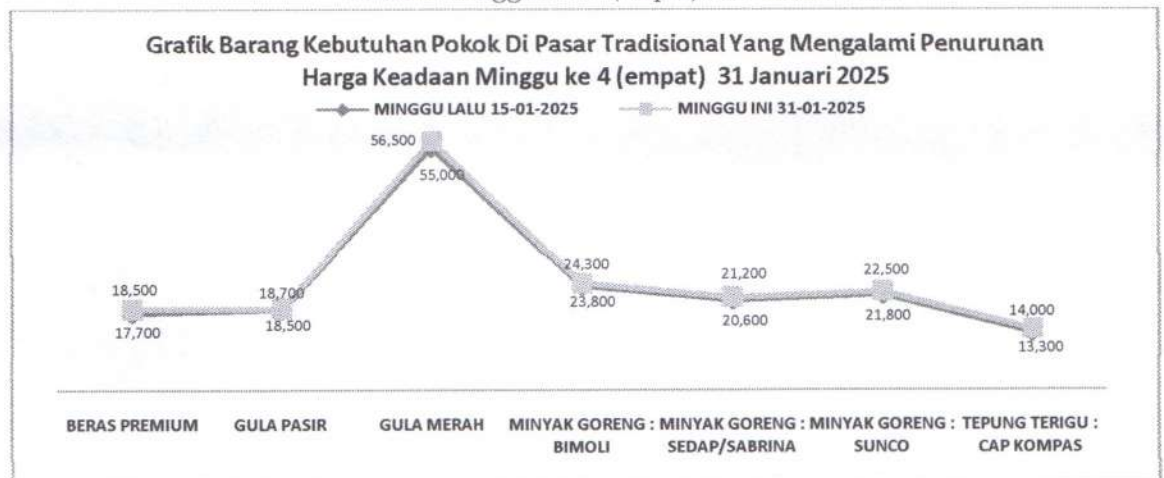 Grafik Barang Kebutuhan Pokok Di Pasar Tradisional Yang Mengalami Penurunan
Harga Keadaan Minggu ke 4 (empat) 31 Januari 2025
MINGGU LALU 15-01-2025 MINGGU INI 31-01-2025
56,500
55,000
24,300
23,800
21,200
20,600
22,500
21,800
18,500
17,700
18,700
18,500
14,000
13,300
BERAS PREMIUM GULA PASIR GULA MERAH MINYAK GORENG : MINYAK GORENG : MINYAK GORENG : TEPUNG TERIGU :
BIMOLI SEDAP/SABRINA SUNCO CAP KOMPAS